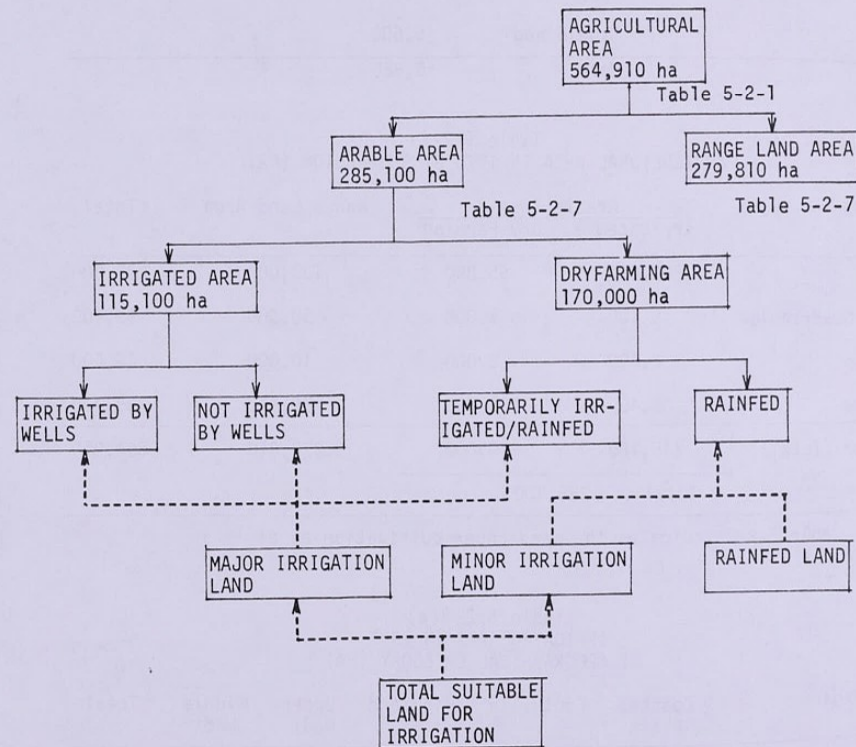 AGRICULTURAL
AREA
564,910 ha
Table 5-2-1
ARABLE AREA
285,100 ha
RANGE LAND AREA
279,810 ha
Table 5-2-7
Table 5-2-7
IRRIGATED AREA
115,100 ha
DRYFARMING AREA
170,000 ha
IRRIGATED BY
WELLS
NOT IRRIGATED
BY WELLS
TEMPORARILY IRR-
IGATED/RAINFED
RAINFED
MAJOR IRRIGATION
LAND
MINOR IRRIGATION
LAND
RAINFED LAND
TOTAL SUITABLE
LAND FOR
IRRIGATION